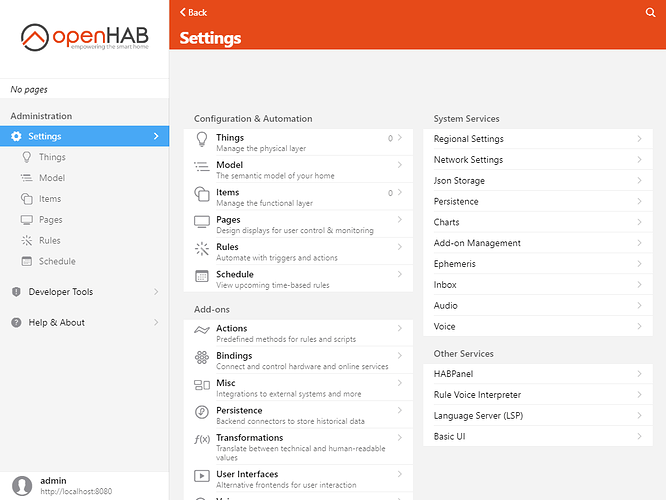 openHAB
empowering the smart home
No pages
Administration
Settings
Things
Model
Items
Pages
Rules
Schedule
Developer Tools
Help & About
admin
http://localhost:8080
Back
Settings
Configuration & Automation
Things
0
Manage the physical layer
Model
The semantic model of your home
Items
0
Manage the functional layer
Pages
Design displays for user control & monitoring
Rules
Automate with triggers and actions
Schedule
View upcoming time-based rules
Add-ons
Actions
Predefined methods for rules and scripts
Bindings
Connect and control hardware and online services
Misc
Integrations to external systems and more
Persistence
Backend connectors to store historical data
f(x)
Transformations
Translate between technical and human-readable
values
User Interfaces
Alternative frontends for user interaction
System Services
Regional Settings
Network Settings
Json Storage
Persistence
Charts
Add-on Management
Ephemeris
Inbox
Audio
Voice
Other Services
HABPanel
Rule Voice Interpreter
Language Server (LSP)
Basic UI